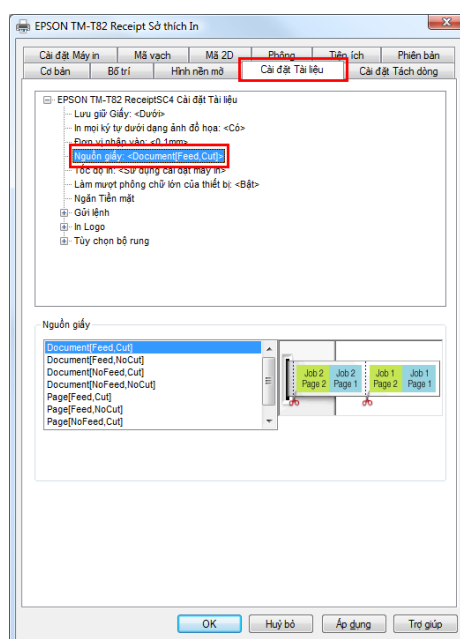 EPSON TM-T82 Receipt Sở thích In
Cài đặt Máy in Mã vạch Mã 2D Phông Tiện ích Phiên bản
Cơ bản Bố trí Hình nền mờ Cài đặt Tài liệu Cài đặt Tách dòng
EPSON TM-T82 ReceiptSC4 Cài đặt Tài liệu
Lưu giữ Giấy: <Dưới>
In mọi ký tự dưới dạng ảnh đồ họa: <Có>
Đơn vị nhập vào: <0.1mm>
Nguồn giấy: <Document[Feed,Cut]>
Tốc độ in: <Sử dụng cài đặt máy in>
Làm mượt phông chữ lớn của thiết bị: <Bật>
Ngăn Tiền mặt
Gửi lệnh
In Logo
Tùy chọn bộ rung
Nguồn giấy
Document[Feed,Cut]
Document[Feed,NoCut]
Document[NoFeed,Cut]
Document[NoFeed,NoCut]
Page[Feed,Cut]
Page[Feed,NoCut]
Page[NoFeed,Cut]
Job 2 Job 2 Job 1 Job 1
Page 2 Page 1 Page 2 Page 1
OK Huỷ bỏ Áp dụng Trợ giúp